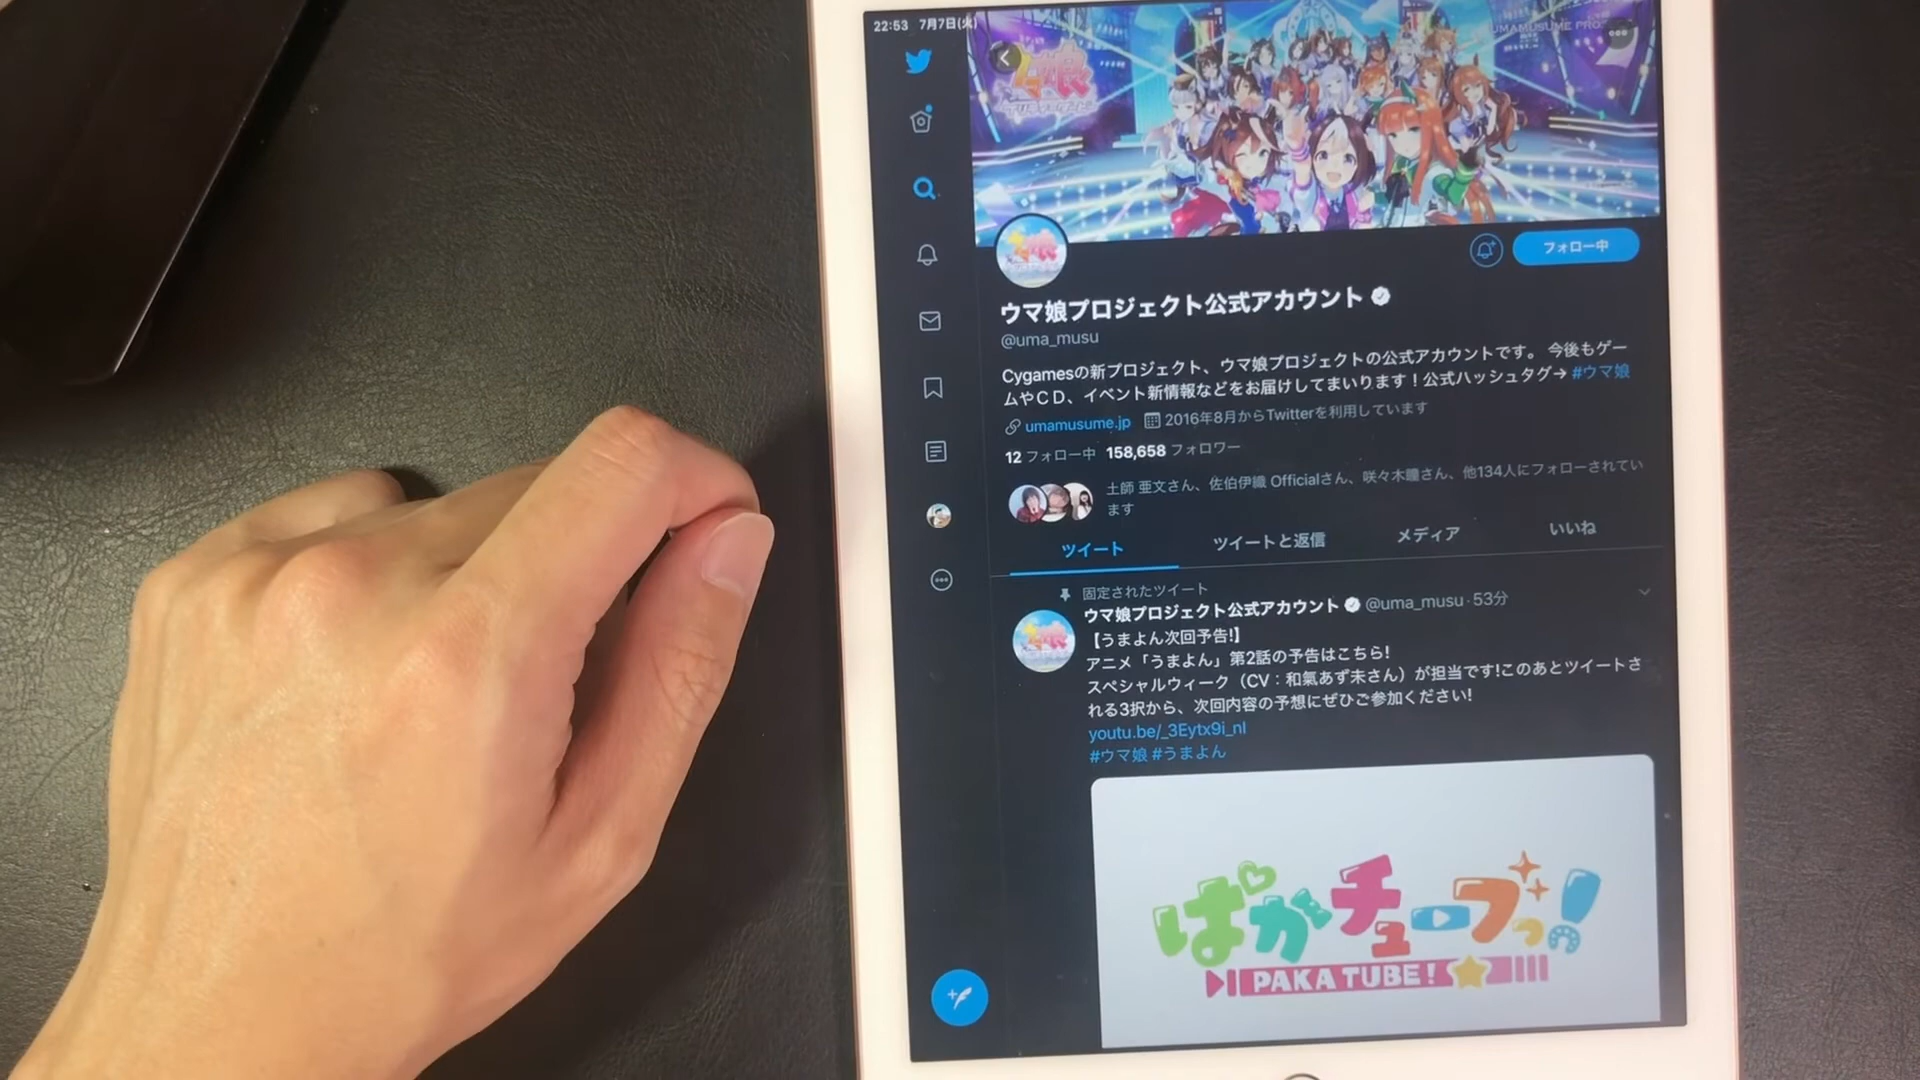 22:53 7月7日(火)
UMAMUSUME PRO
ウマ娘プロジェクト公式アカウント
@uma_musu
フォロー中
Cygamesの新プロジェクト、ウマ娘プロジェクトの公式アカウントです。 今後もゲー
ムやＣＤ、イベント新情報などをお届けしてまいります！公式ハッシュタグ→ #ウマ娘
umamusume.jp 2016年8月からTwitterを利用しています
12 フォロー中 158,658 フォロワー
土師 亜文さん、佐伯伊織 Officialさん、咲々木瞳さん、他134人にフォローされてい
ます
ツイート ツイートと返信 メディア いいね
固定されたツイート
ウマ娘プロジェクト公式アカウント @uma_musu·53分
【うまよん次回予告!】
アニメ「うまよん」第2話の予告はこちら!
スペシャルウィーク（CV：和氣あず未さん）が担当です!このあとツイートさ
れる3択から、次回内容の予想にぜひご参加ください!
youtu.be/_3Eytx9i_nI
#ウマ娘 #うまよん
ぱかチューブっ!
PAKA TUBE!